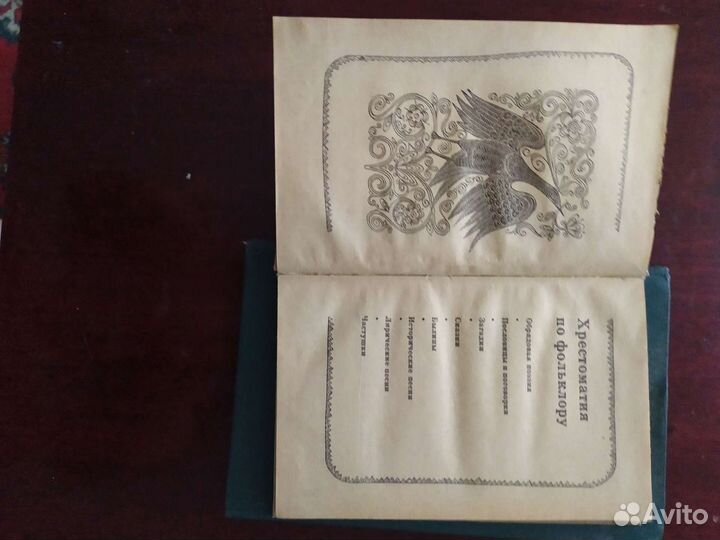 Хрестоматия
по фольклору
Обрядовая поэзия
•
Пословицы и поговорки
•
Загадки
•
Сказки
•
Былины
•
Исторические песни
•
Лирические песни
•
Частушки
Avito